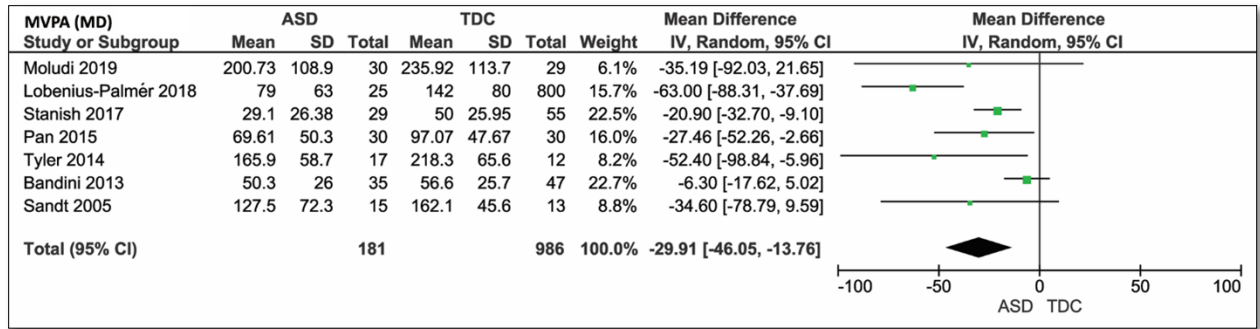 MVPA (MD) ASD TDC Mean Difference Mean Difference
Study or Subgroup Mean SD Total Mean SD Total Weight IV, Random, 95% CI IV, Random, 95% CI
Moludi 2019 200.73 108.9 30 235.92 113.7 29 6.1% -35.19 [-92.03, 21.65]
Lobenius-Palmér 2018 79 63 25 142 80 800 15.7% -63.00 [-88.31, -37.69]
Stanish 2017 29.1 26.38 29 50 25.95 55 22.5% -20.90 [-32.70, -9.10]
Pan 2015 69.61 50.3 30 97.07 47.67 30 16.0% -27.46 [-52.26, -2.66]
Tyler 2014 165.9 58.7 17 218.3 65.6 12 8.2% -52.40 [-98.84, -5.96]
Bandini 2013 50.3 26 35 56.6 25.7 47 22.7% -6.30 [-17.62, 5.02]
Sandt 2005 127.5 72.3 15 162.1 45.6 13 8.8% -34.60 [-78.79, 9.59]
Total (95% CI) 181 986 100.0% -29.91 [-46.05, -13.76]
-100 -50 0 50 100
ASD TDC